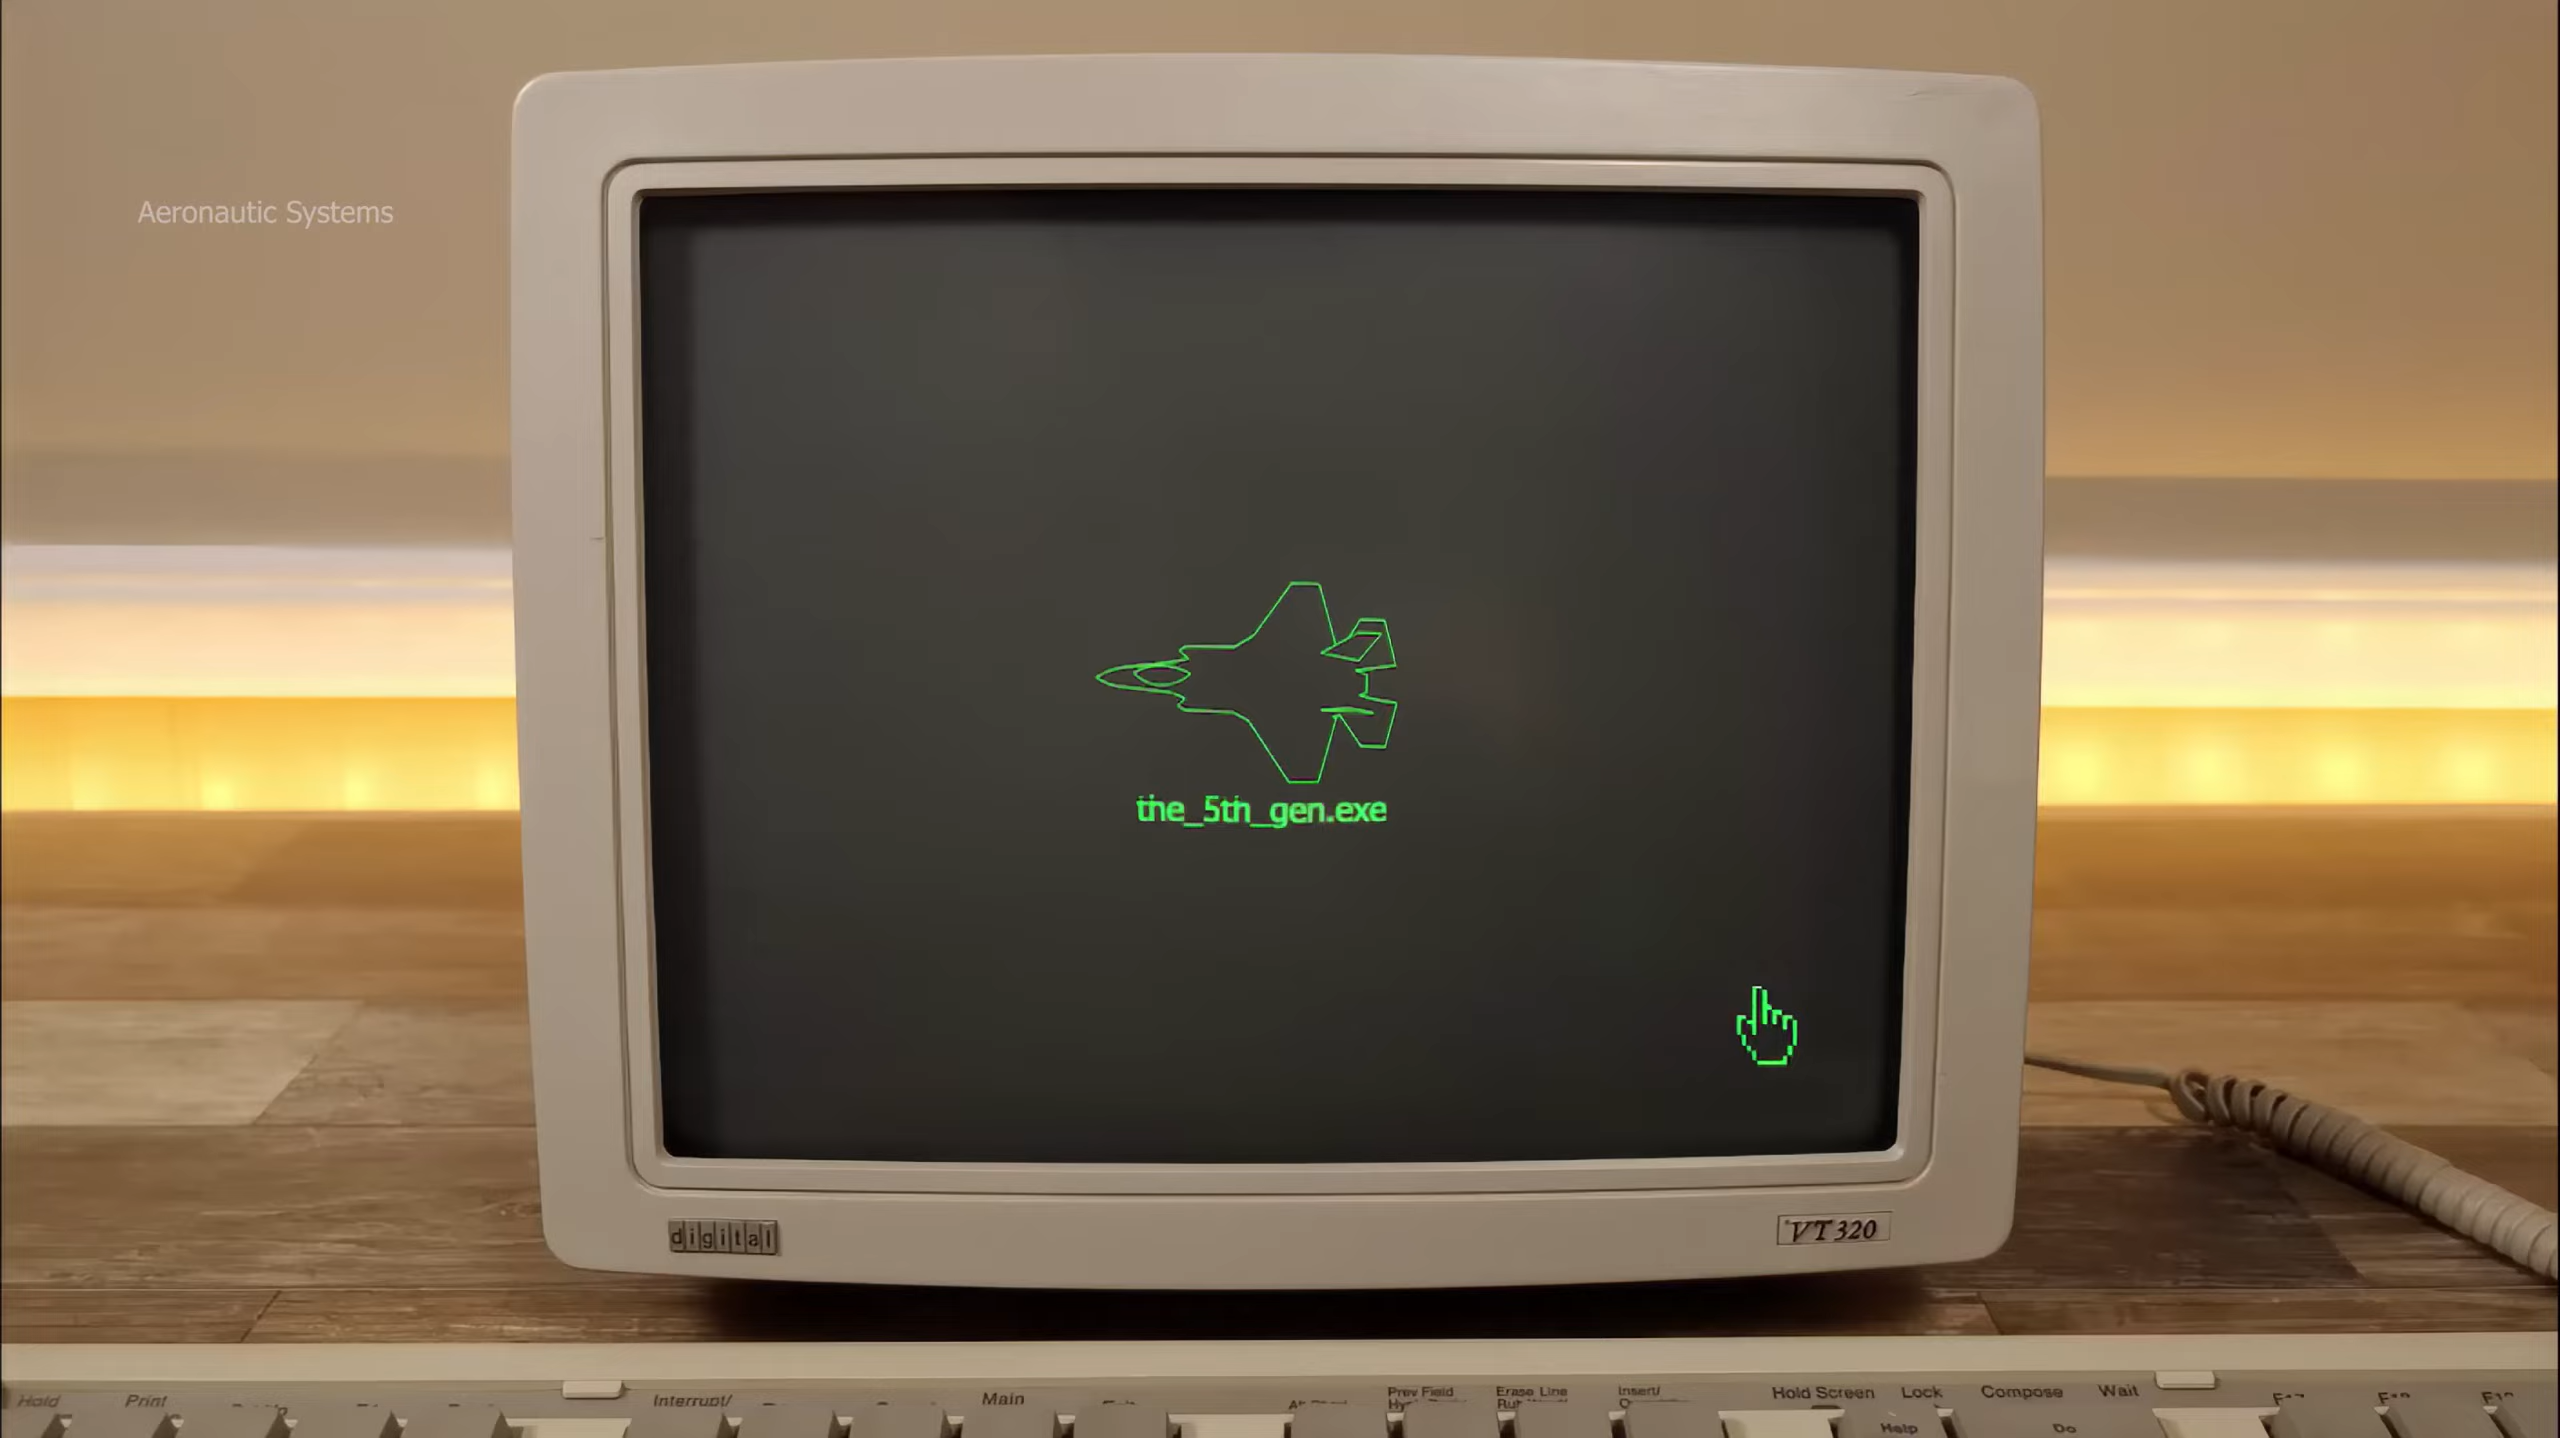 Aeronautic Systems
the_5th_gen.exe
digital
VT320
Hold
Print
Interrupt/
Main
Prev Field
Erase Line
Insert/
Hold Screen
Lock
Compose
Wait
Help
Do